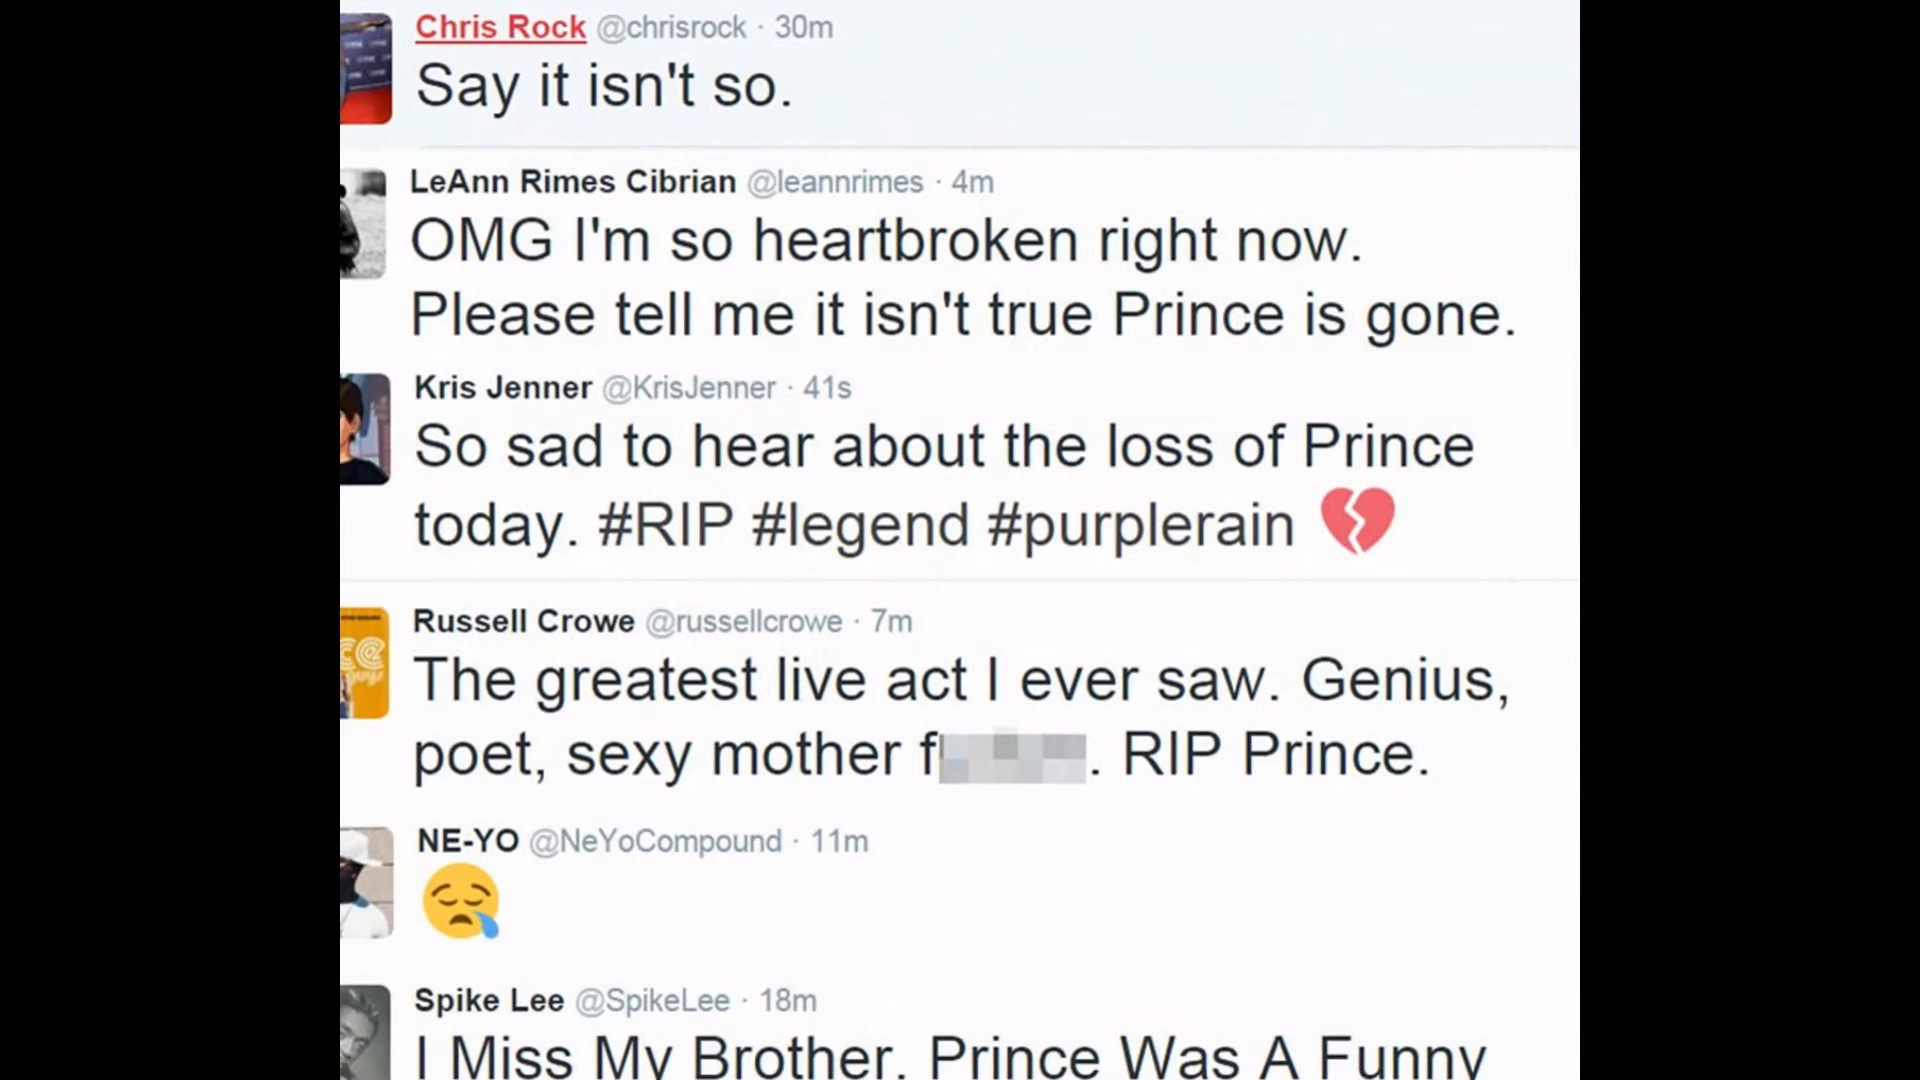 Chris Rock @chrisrock · 30m
Say it isn't so.
LeAnn Rimes Cibrian @leannrimes · 4m
OMG I'm so heartbroken right now.
Please tell me it isn't true Prince is gone.
Kris Jenner @KrisJenner · 41s
So sad to hear about the loss of Prince
today. #RIP #legend #purplerain 💔
Russell Crowe @russellcrowe · 7m
The greatest live act I ever saw. Genius,
poet, sexy mother f . RIP Prince.
NE-YO @NeYoCompound · 11m
😪
Spike Lee @SpikeLee · 18m
I Miss My Brother. Prince Was A Funny